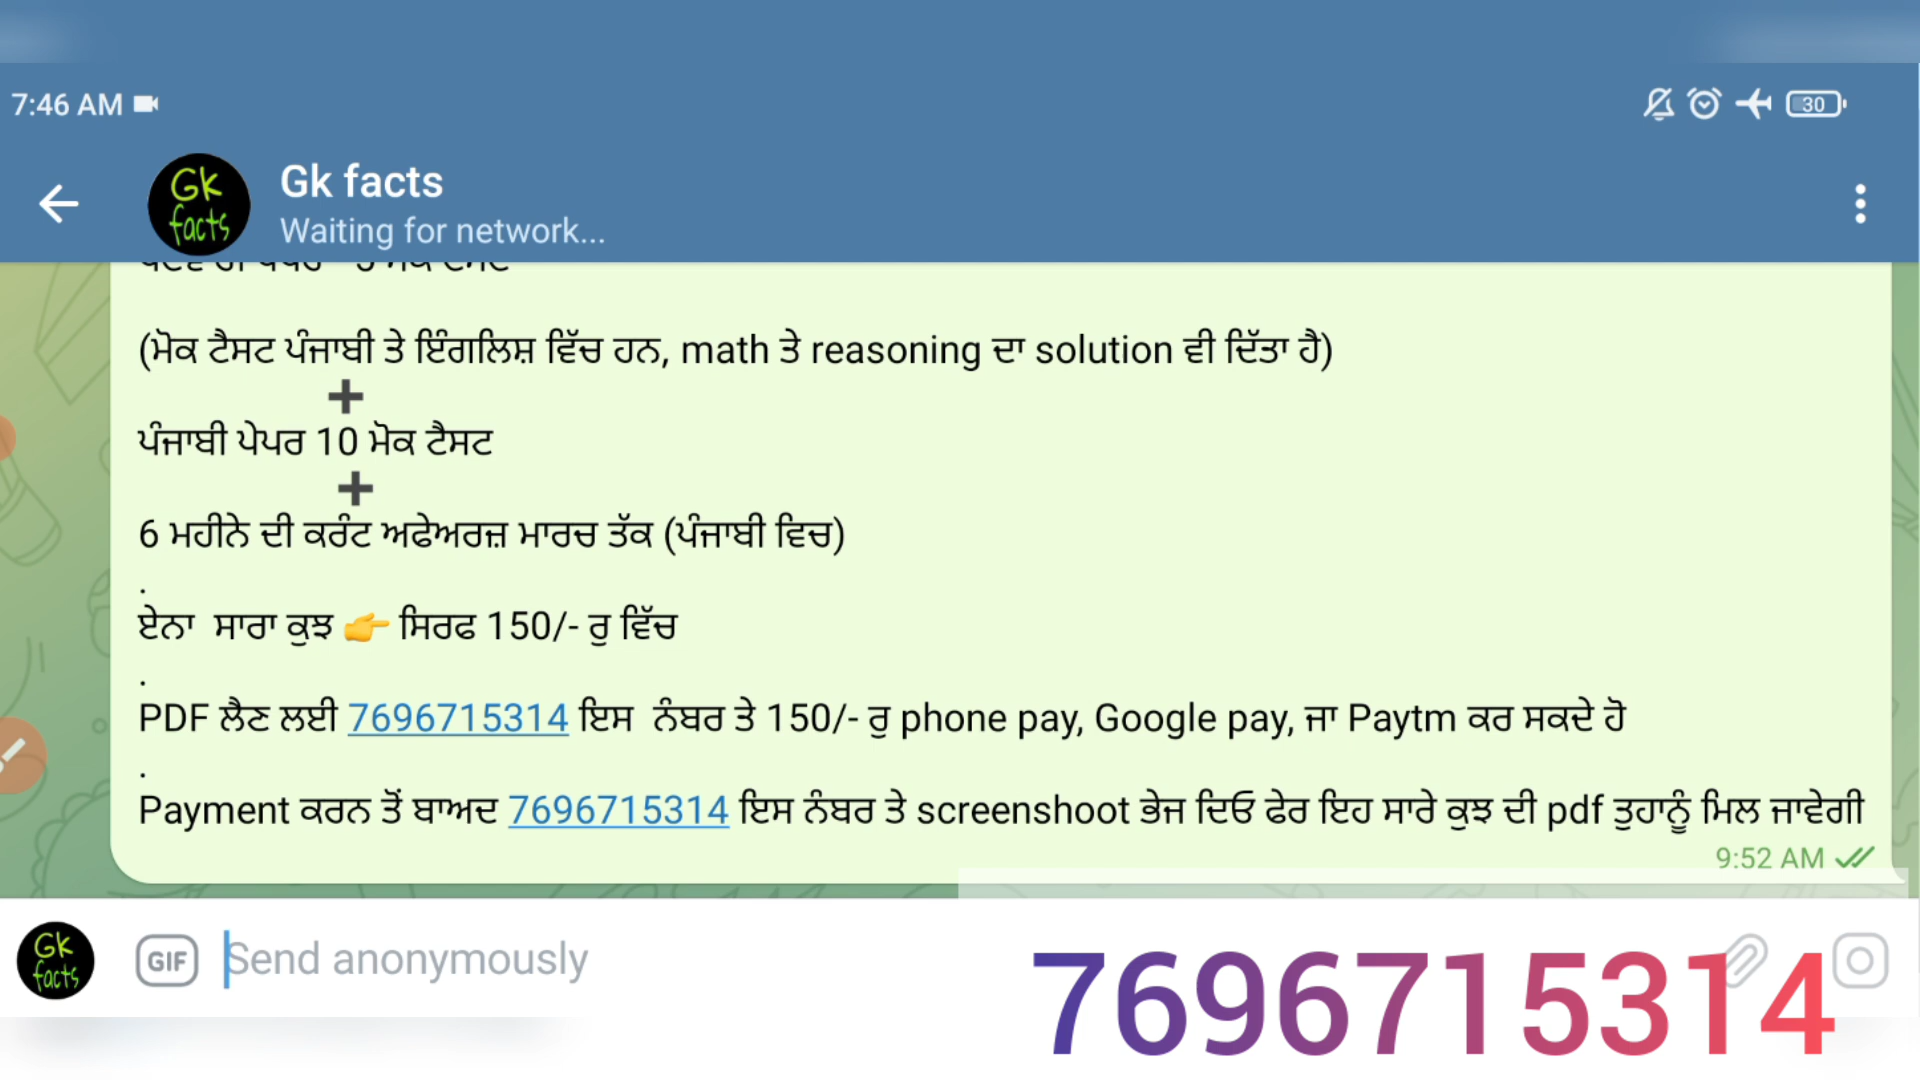 7:46 AM
30
Gk facts
Gk facts
Waiting for network...
(ਮੋਕ ਟੈਸਟ ਪੰਜਾਬੀ ਤੇ ਇੰਗਲਿਸ਼ ਵਿੱਚ ਹਨ, math ਤੇ reasoning ਦਾ solution ਵੀ ਦਿੱਤਾ ਹੈ)
➕
ਪੰਜਾਬੀ ਪੇਪਰ 10 ਮੋਕ ਟੈਸਟ
➕
6 ਮਹੀਨੇ ਦੀ ਕਰੰਟ ਅਫੇਅਰਜ਼ ਮਾਰਚ ਤੱਕ (ਪੰਜਾਬੀ ਵਿਚ)
.
ਏਨਾ  ਸਾਰਾ ਕੁਝ 👉 ਸਿਰਫ 150/- ਰੁ ਵਿੱਚ
.
PDF ਲੈਣ ਲਈ 7696715314 ਇਸ  ਨੰਬਰ ਤੇ 150/- ਰੁ phone pay, Google pay, ਜਾ Paytm ਕਰ ਸਕਦੇ ਹੋ
.
Payment ਕਰਨ ਤੋਂ ਬਾਅਦ 7696715314 ਇਸ ਨੰਬਰ ਤੇ screenshoot ਭੇਜ ਦਿਓ ਫੇਰ ਇਹ ਸਾਰੇ ਕੁਝ ਦੀ pdf ਤੁਹਾਨੂੰ ਮਿਲ ਜਾਵੇਗੀ
9:52 AM
Gk facts
GIF
Send anonymously
7696715314